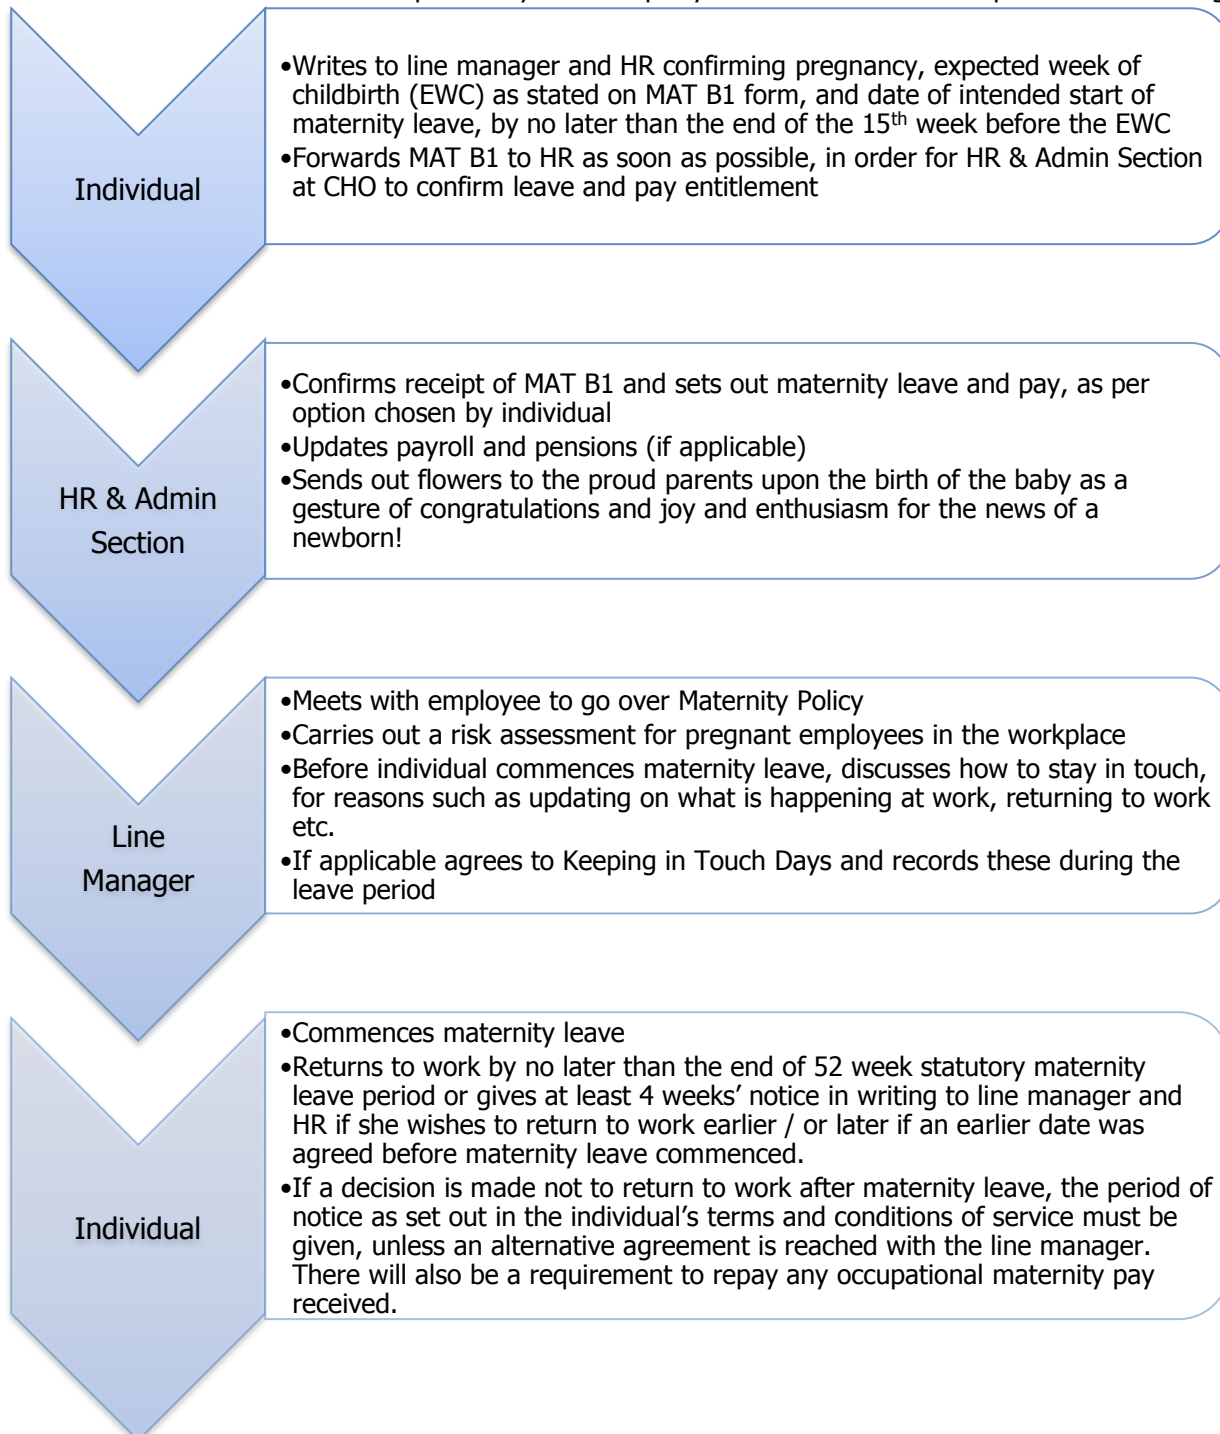 Individual
•Writes to line manager and HR confirming pregnancy, expected week of
childbirth (EWC) as stated on MAT B1 form, and date of intended start of
maternity leave, by no later than the end of the 15th week before the EWC
•Forwards MAT B1 to HR as soon as possible, in order for HR & Admin Section
at CHO to confirm leave and pay entitlement
HR & Admin
Section
•Confirms receipt of MAT B1 and sets out maternity leave and pay, as per
option chosen by individual
•Updates payroll and pensions (if applicable)
•Sends out flowers to the proud parents upon the birth of the baby as a
gesture of congratulations and joy and enthusiasm for the news of a
newborn!
Line
Manager
•Meets with employee to go over Maternity Policy
•Carries out a risk assessment for pregnant employees in the workplace
•Before individual commences maternity leave, discusses how to stay in touch,
for reasons such as updating on what is happening at work, returning to work
etc.
•If applicable agrees to Keeping in Touch Days and records these during the
leave period
Individual
•Commences maternity leave
•Returns to work by no later than the end of 52 week statutory maternity
leave period or gives at least 4 weeks’ notice in writing to line manager and
HR if she wishes to return to work earlier / or later if an earlier date was
agreed before maternity leave commenced.
•If a decision is made not to return to work after maternity leave, the period of
notice as set out in the individual’s terms and conditions of service must be
given, unless an alternative agreement is reached with the line manager.
There will also be a requirement to repay any occupational maternity pay
received.